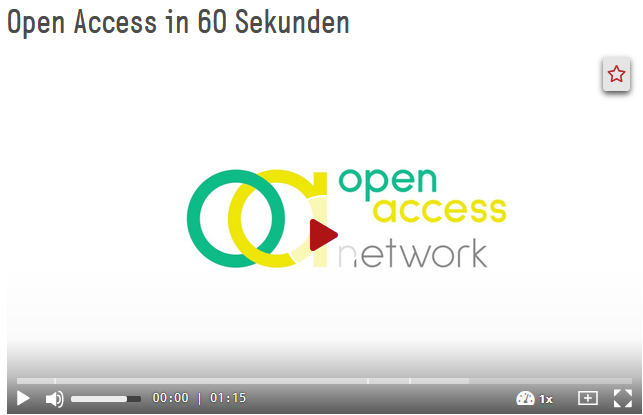 Open Access in 60 Sekunden
open
access
network
00:00 | 01:15 1x